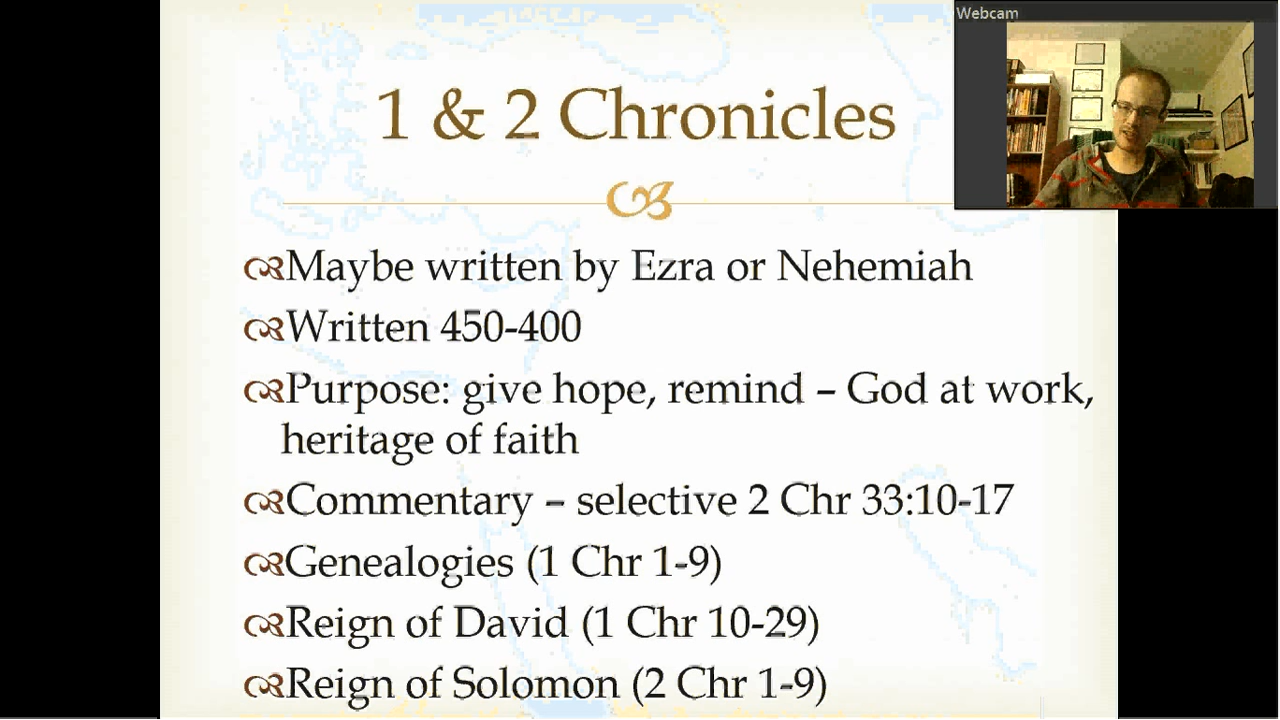 Webcam
1 & 2 Chronicles
Maybe written by Ezra or Nehemiah
Written 450-400
Purpose: give hope, remind – God at work,
heritage of faith
Commentary – selective 2 Chr 33:10-17
Genealogies (1 Chr 1-9)
Reign of David (1 Chr 10-29)
Reign of Solomon (2 Chr 1-9)